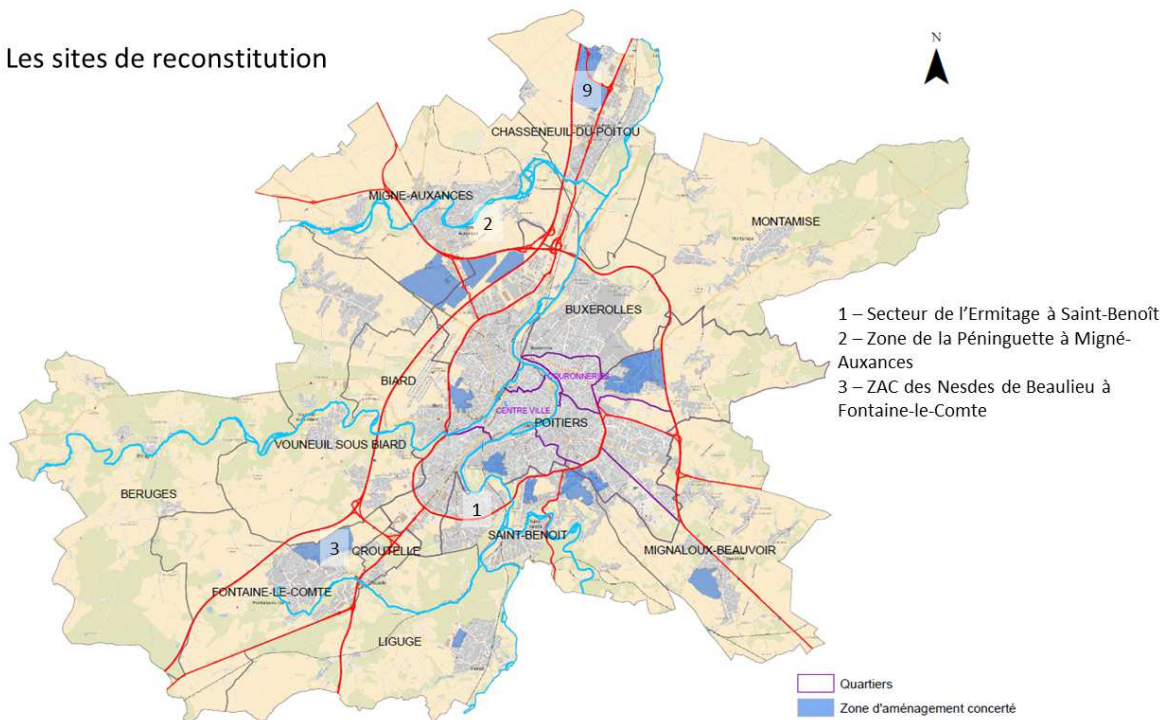 Les sites de reconstitution
N
9
CHASSENEUIL-DU-POITOU
MIGNE-AUXANCES
2
MONTAMISE
BUXEROLLES
1 – Secteur de l'Ermitage à Saint-Benoît
2 – Zone de la Péninguette à Migné-
Auxances
3 – ZAC des Nesdes de Beaulieu à
Fontaine-le-Comte
COURONNERIES
BIARD
CENTRE VILLE
POITIERS
VOUNEUIL SOUS BIARD
BERUGES
1
SAINT-BENOIT
3
CROUTELLE
MIGNALOUX-BEAUVOIR
FONTAINE-LE-COMTE
LIGUGE
Quartiers
Zone d'aménagement concerté